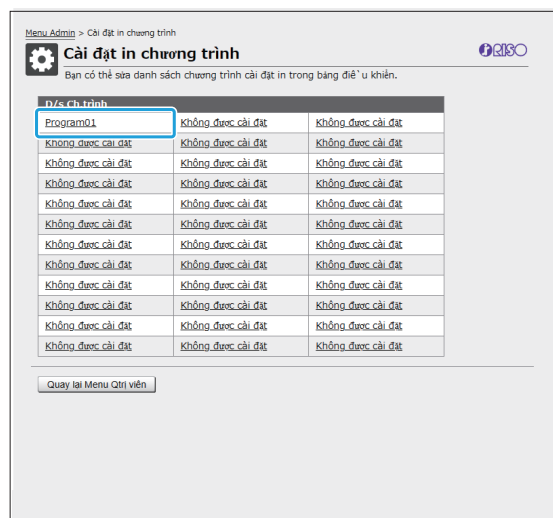 Menu Admin > Cài đặt in chương trình
Cài đặt in chương trình
RISO
Bạn có thể sửa danh sách chương trình cài đặt in trong bảng điê`u khiển.
D/s Ch trình
Program01 Không được cài đặt Không được cài đặt
Không được cài đặt Không được cài đặt Không được cài đặt
Không được cài đặt Không được cài đặt Không được cài đặt
Không được cài đặt Không được cài đặt Không được cài đặt
Không được cài đặt Không được cài đặt Không được cài đặt
Không được cài đặt Không được cài đặt Không được cài đặt
Không được cài đặt Không được cài đặt Không được cài đặt
Không được cài đặt Không được cài đặt Không được cài đặt
Không được cài đặt Không được cài đặt Không được cài đặt
Không được cài đặt Không được cài đặt Không được cài đặt
Không được cài đặt Không được cài đặt Không được cài đặt
Không được cài đặt Không được cài đặt Không được cài đặt
Quay lại Menu Qtrị viên